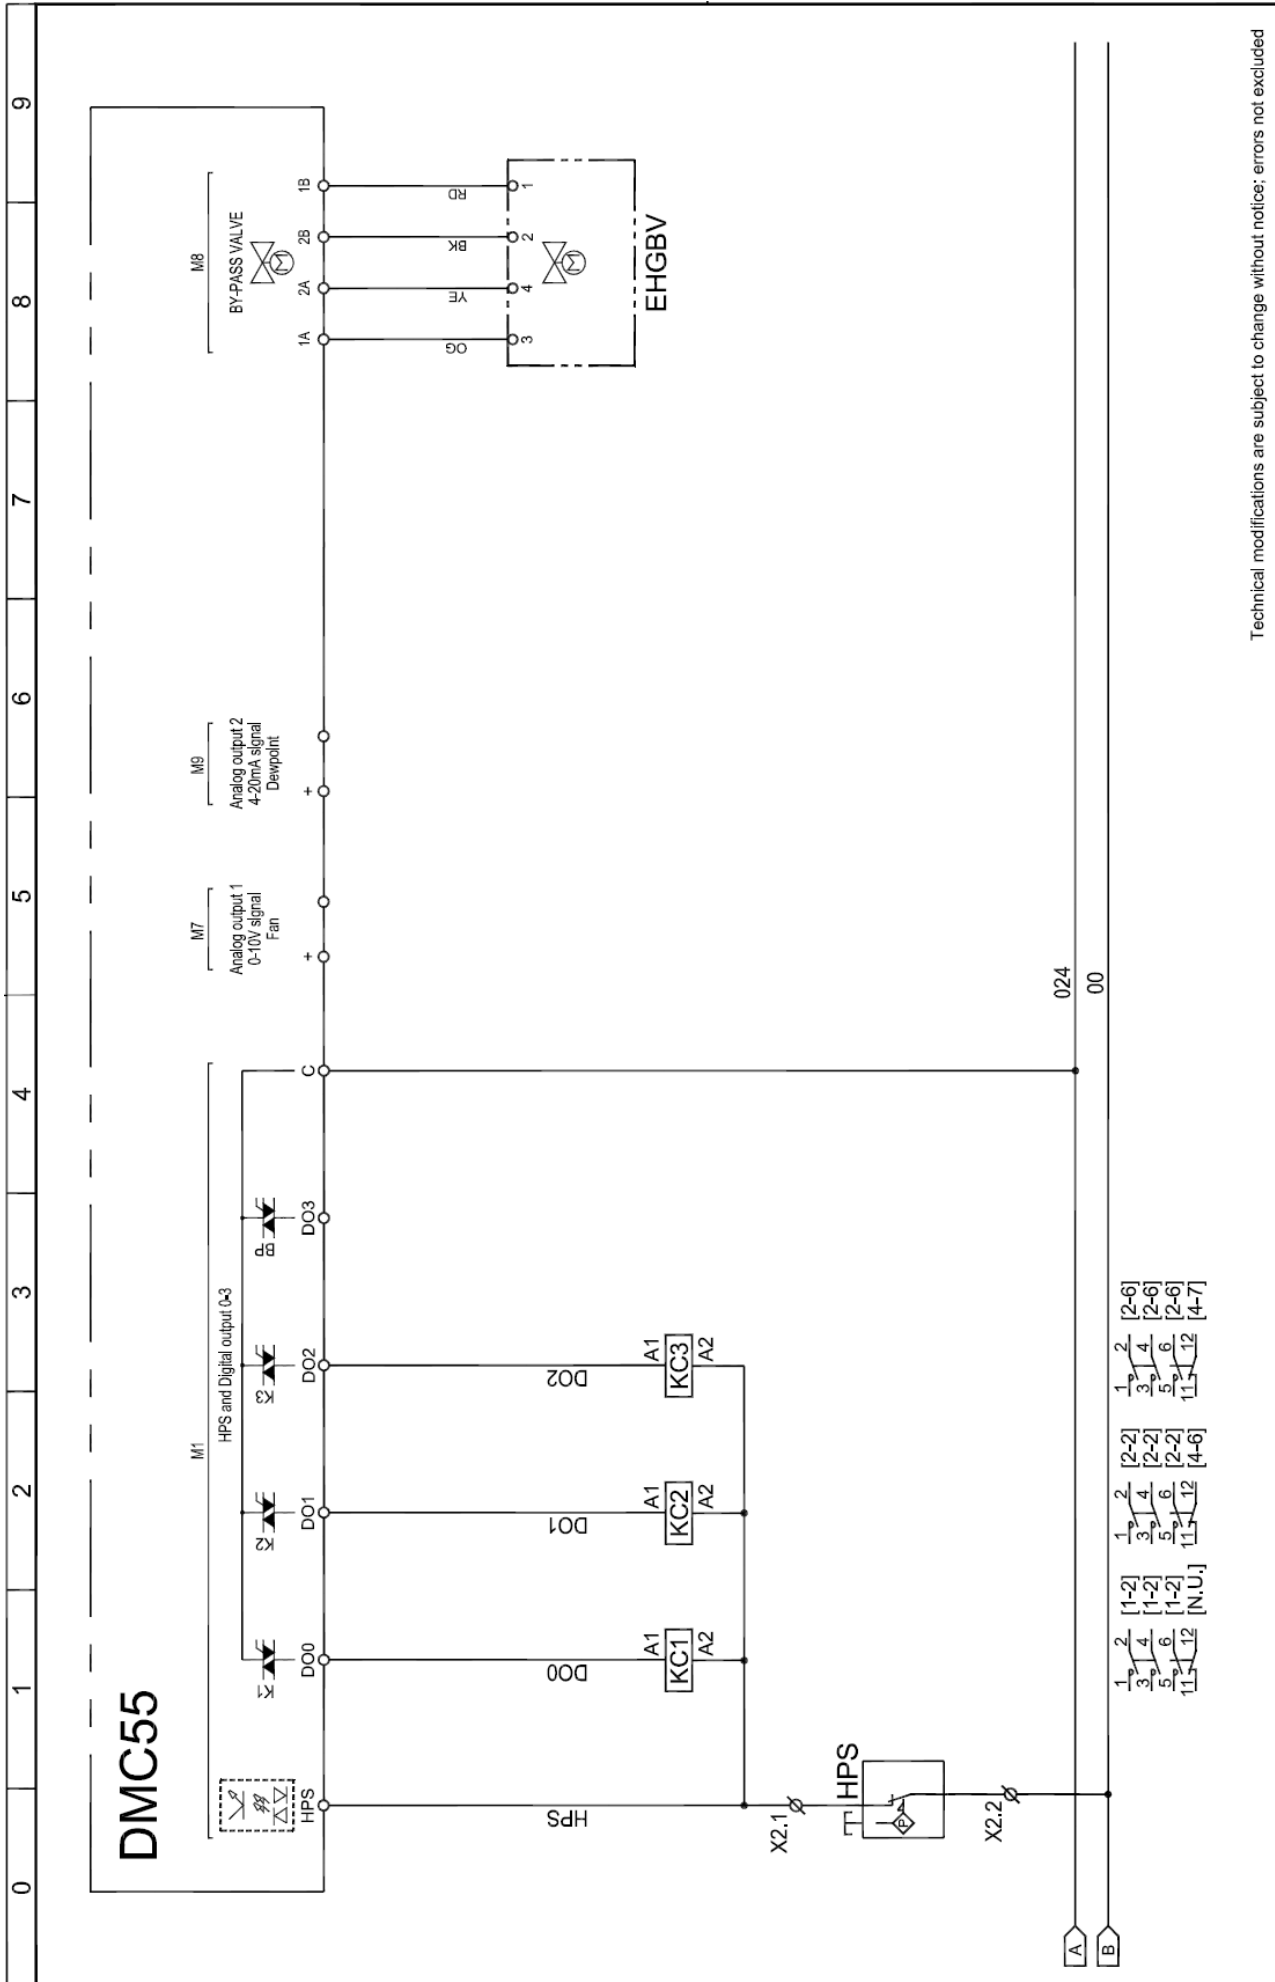 0 1 2 3 4 5 6 7 8 9
DMC55
M1
HPS and Digital output 0-3
K1
K2
K3
BP
HPS
DO0
DO1
DO2
DO3
C
M7
Analog output 1
0-10V signal
Fan
+
M9
Analog output 2
4-20mA signal
Dewpoint
+
M8
BY-PASS VALVE
M
1A
2A
2B
1B
OG
YE
BK
RD
3
4
2
1
M
EHGBV
HPS
DO0
DO1
DO2
A1
KC1
A2
A1
KC2
A2
A1
KC3
A2
X2.1
HPS
P
X2.2
024
00
A
B
1 2 [1-2]
3 4 [1-2]
5 6 [1-2]
11 12 [N.U.]
1 2 [2-2]
3 4 [2-2]
5 6 [2-2]
11 12 [4-6]
1 2 [2-6]
3 4 [2-6]
5 6 [2-6]
11 12 [4-7]
Technical modifications are subject to change without notice; errors not excluded